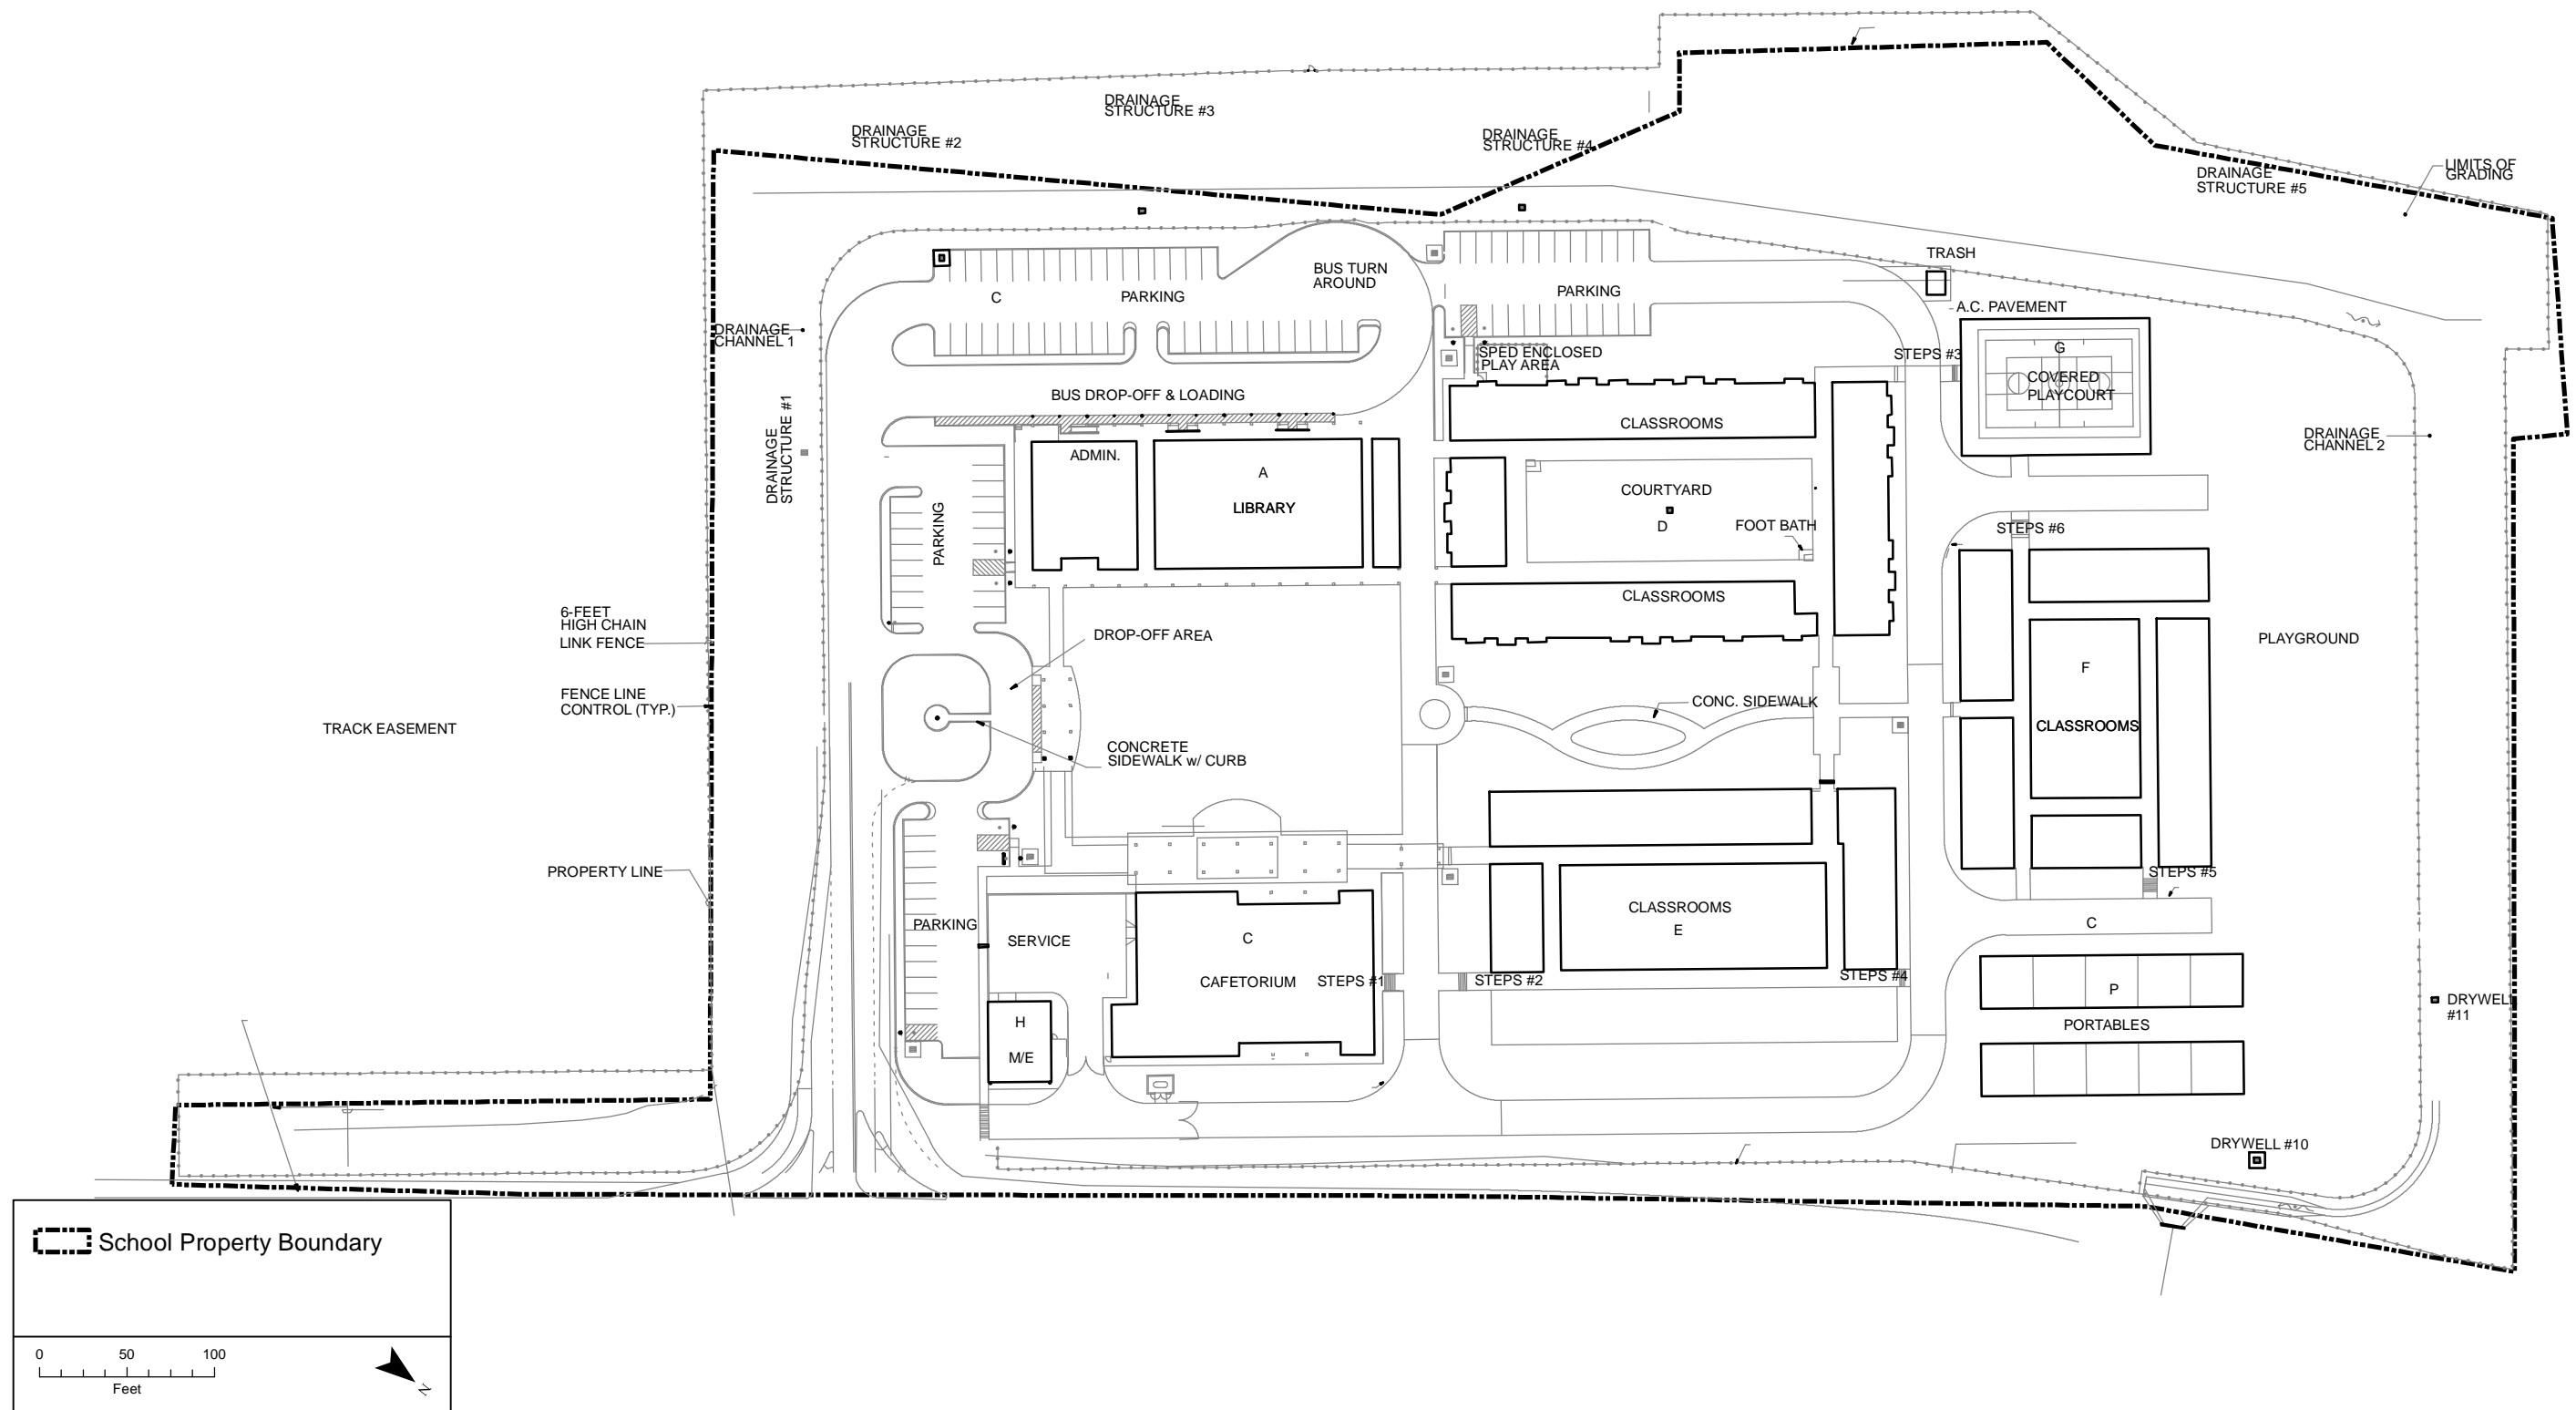 DRAINAGE
STRUCTURE #3
DRAINAGE
STRUCTURE #2
DRAINAGE
STRUCTURE #4
LIMITS OF
GRADING
DRAINAGE
STRUCTURE #5
TRASH
BUS TURN
AROUND
C
PARKING
PARKING
A.C. PAVEMENT
DRAINAGE
CHANNEL 1
SPED ENCLOSED
PLAY AREA
STEPS #3
G
COVERED
PLAYCOURT
BUS DROP-OFF & LOADING
DRAINAGE
STRUCTURE #1
CLASSROOMS
DRAINAGE
CHANNEL 2
ADMIN.
A
LIBRARY
COURTYARD
D
FOOT BATH
PARKING
STEPS #6
CLASSROOMS
6-FEET
HIGH CHAIN
LINK FENCE
DROP-OFF AREA
PLAYGROUND
F
CLASSROOMS
FENCE LINE
CONTROL (TYP.)
CONC. SIDEWALK
TRACK EASEMENT
CONCRETE
SIDEWALK w/ CURB
PROPERTY LINE
STEPS #5
PARKING
SERVICE
C
CAFETORIUM
STEPS #1
CLASSROOMS
E
STEPS #2
STEPS #4
C
P
PORTABLES
DRYWELL
#11
H
M/E
DRYWELL #10
School Property Boundary
0 50 100
Feet
N